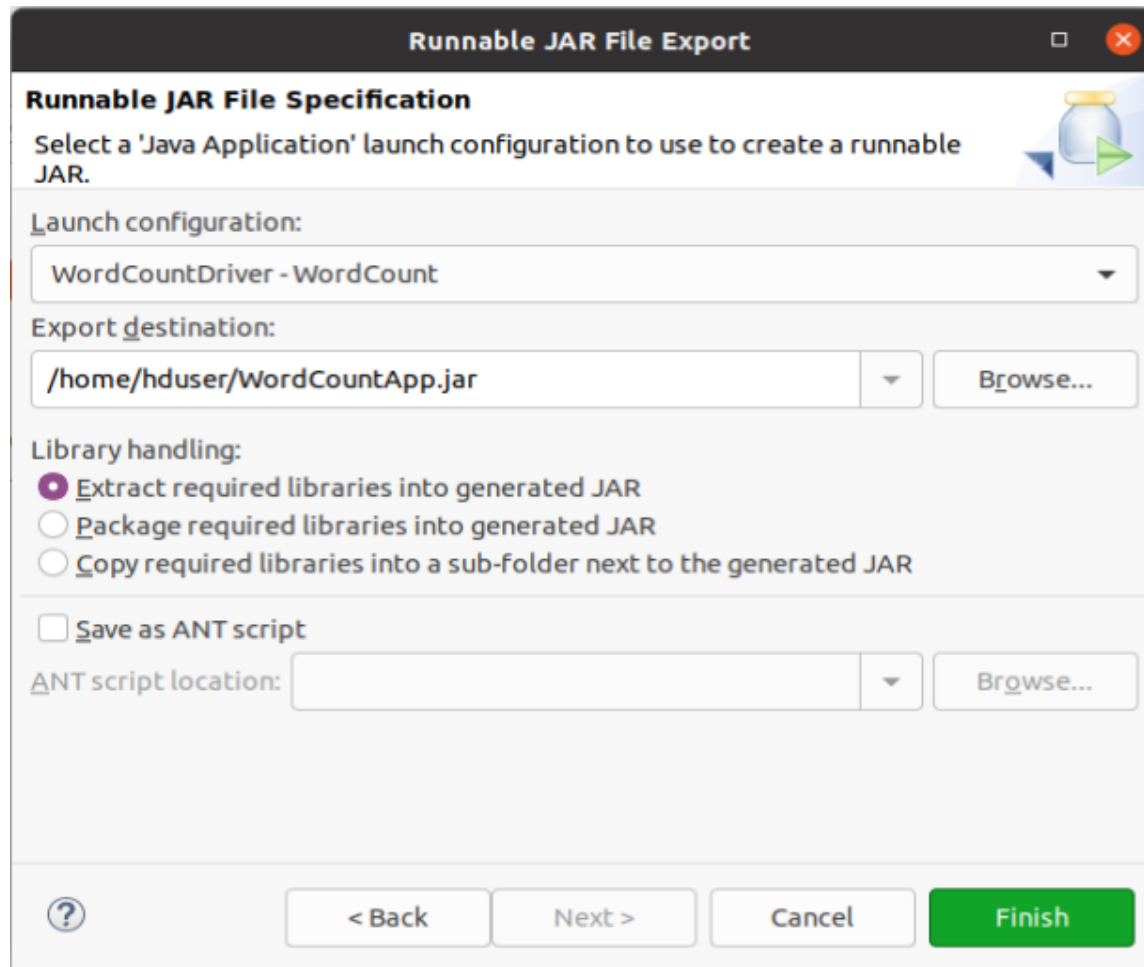 Runnable JAR File Export
Runnable JAR File Specification
Select a 'Java Application' launch configuration to use to create a runnable
JAR.
Launch configuration:
WordCountDriver - WordCount
Export destination:
/home/hduser/WordCountApp.jar
Browse...
Library handling:
Extract required libraries into generated JAR
Package required libraries into generated JAR
Copy required libraries into a sub-folder next to the generated JAR
Save as ANT script
ANT script location:
Browse...
?
< Back
Next >
Cancel
Finish